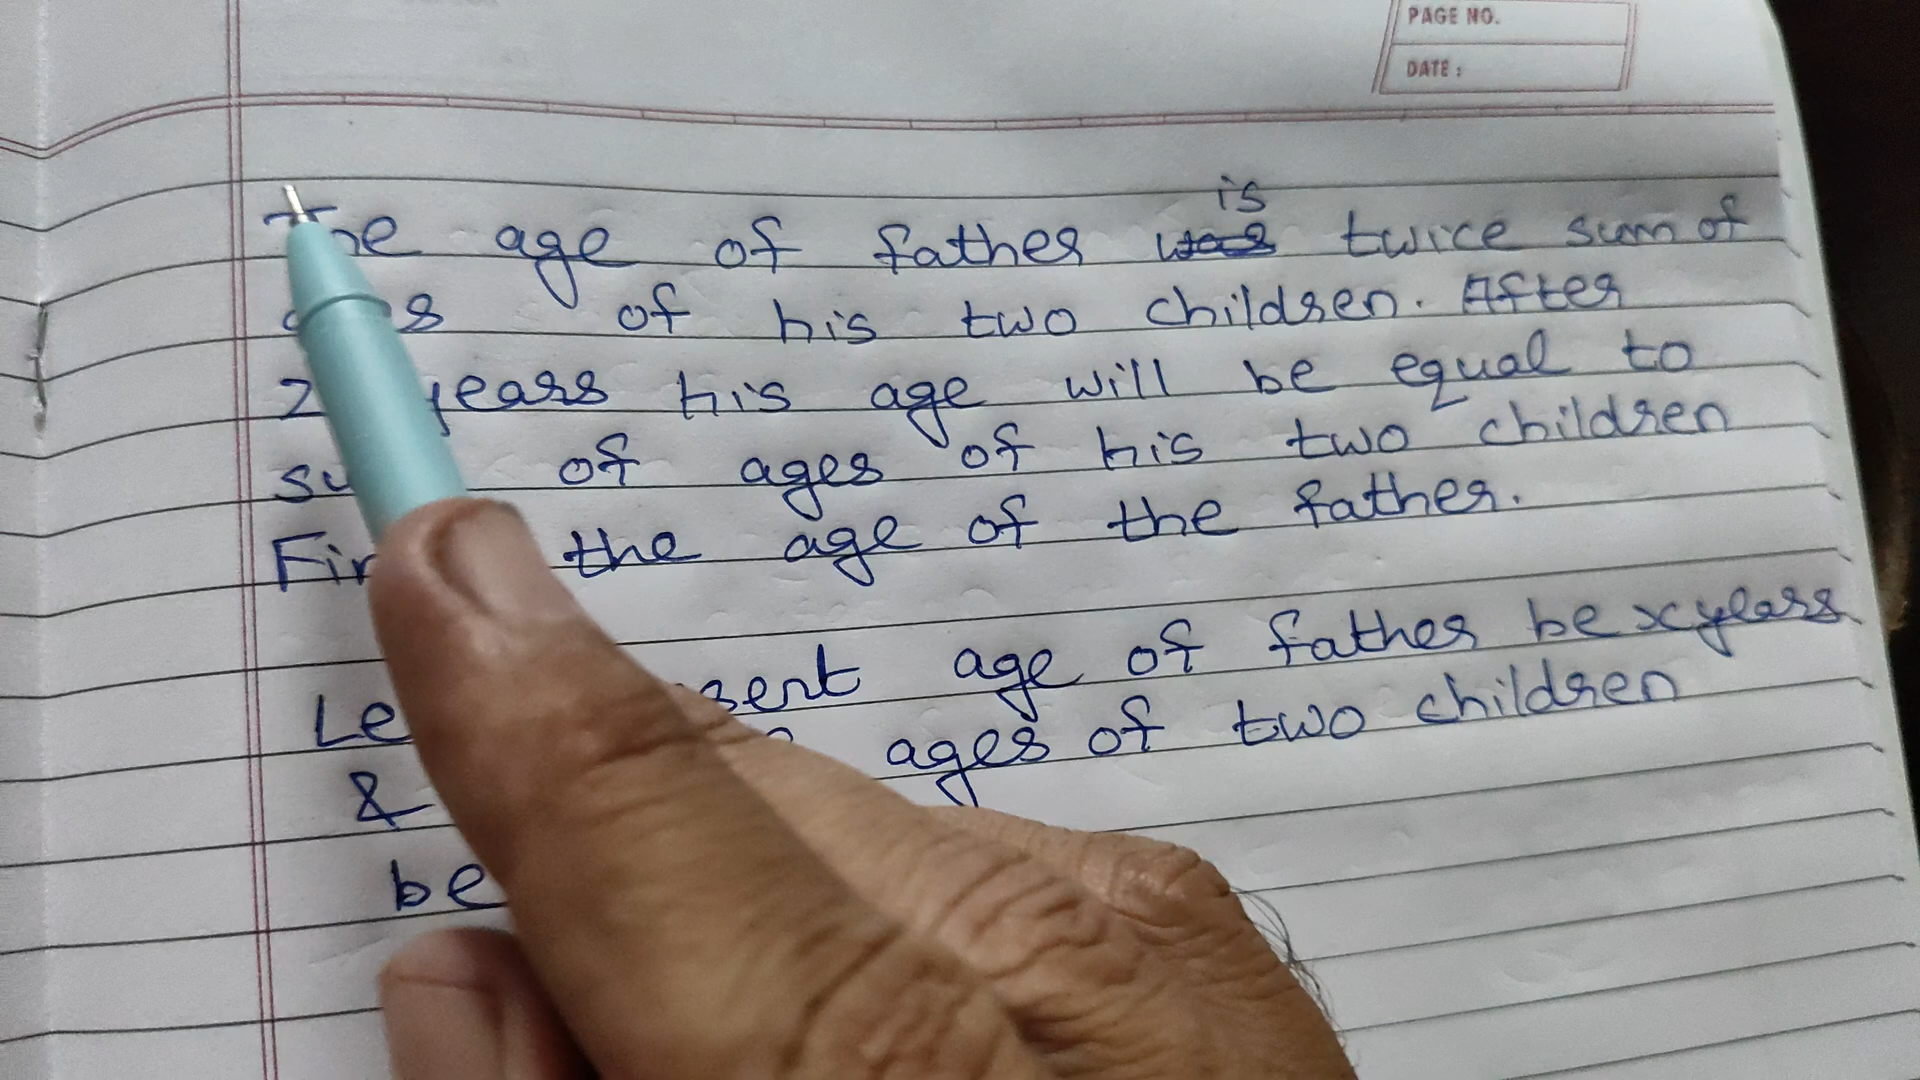 PAGE NO.
DATE :
The age of father is twice sum of
of his two children. After
years his age will be equal to
of ages of his two children
the age of the father.
age of father be x years
& ages of two children
be